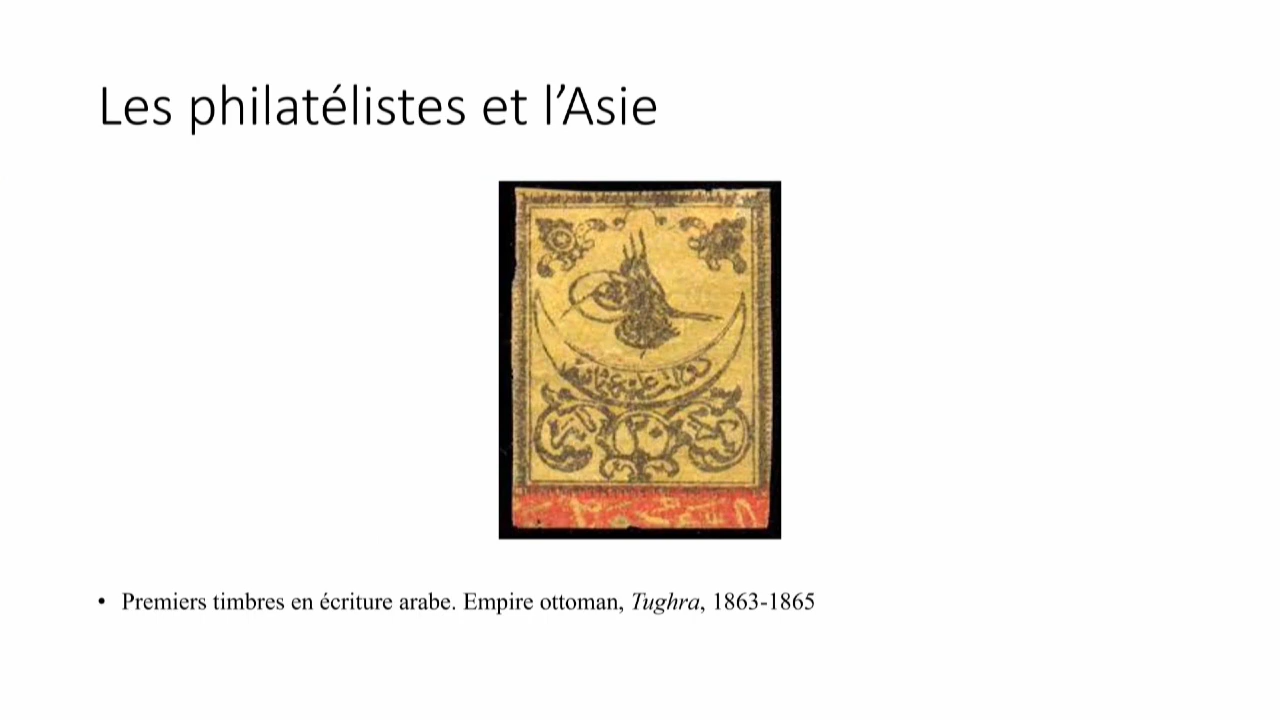 Les philatélistes et l’Asie
• Premiers timbres en écriture arabe. Empire ottoman, Tughra, 1863-1865